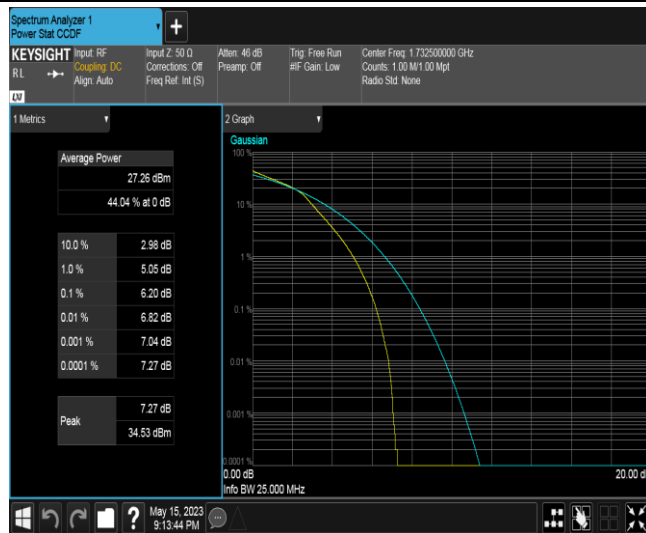 Spectrum Analyzer 1
Power Stat CCDF
KEYSIGHT
RL
Input: RF
Coupling: DC
Align: Auto
Input Z: 50 Ω
Corrections: Off
Freq Ref: Int (S)
Atten: 46 dB
Preamp: Off
Trig: Free Run
#IF Gain: Low
Center Freq: 1.732500000 GHz
Counts: 1.00 M/1.00 Mpt
Radio Std: None
1 Metrics
Average Power
27.26 dBm
44.04 % at 0 dB
10.0 % 2.98 dB
1.0 % 5.05 dB
0.1 % 6.20 dB
0.01 % 6.82 dB
0.001 % 7.04 dB
0.0001 % 7.27 dB
Peak 7.27 dB
34.53 dBm
2 Graph
Gaussian
100 %
10 %
1 %
0.1 %
0.01 %
0.001 %
0.0001 %
0.00 dB
20.00 d
Info BW 25.000 MHz
?
May 15, 2023
9:13:44 PM